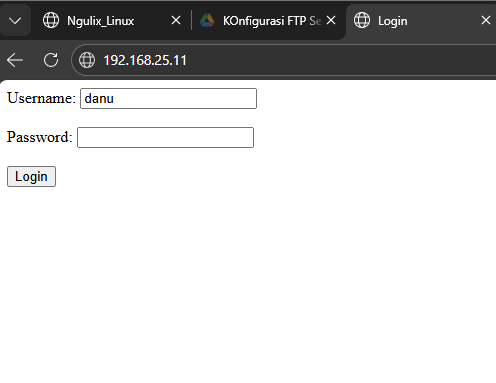 Ngulix_Linux
KOnfigurasi FTP Se
Login
192.168.25.11
Username: danu
Password:
Login